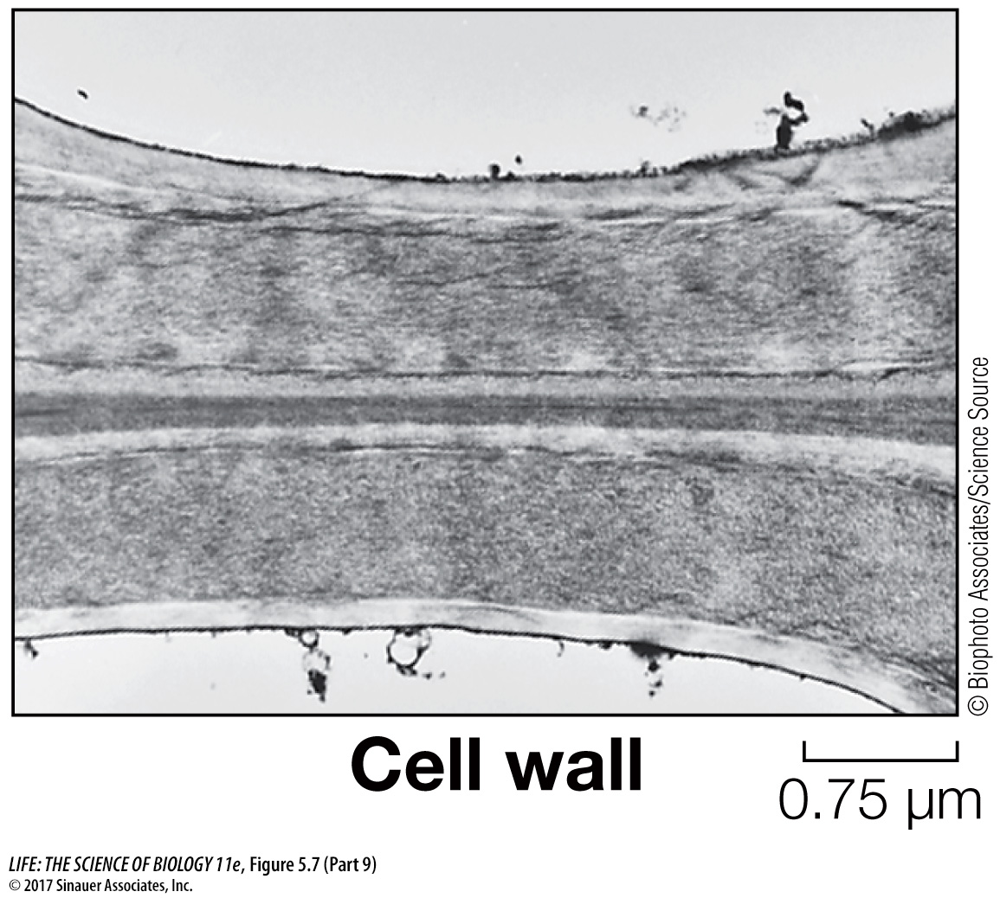 © Biophoto Associates/Science Source
Cell wall
0.75 µm
LIFE: THE SCIENCE OF BIOLOGY 11e, Figure 5.7 (Part 9)
© 2017 Sinauer Associates, Inc.